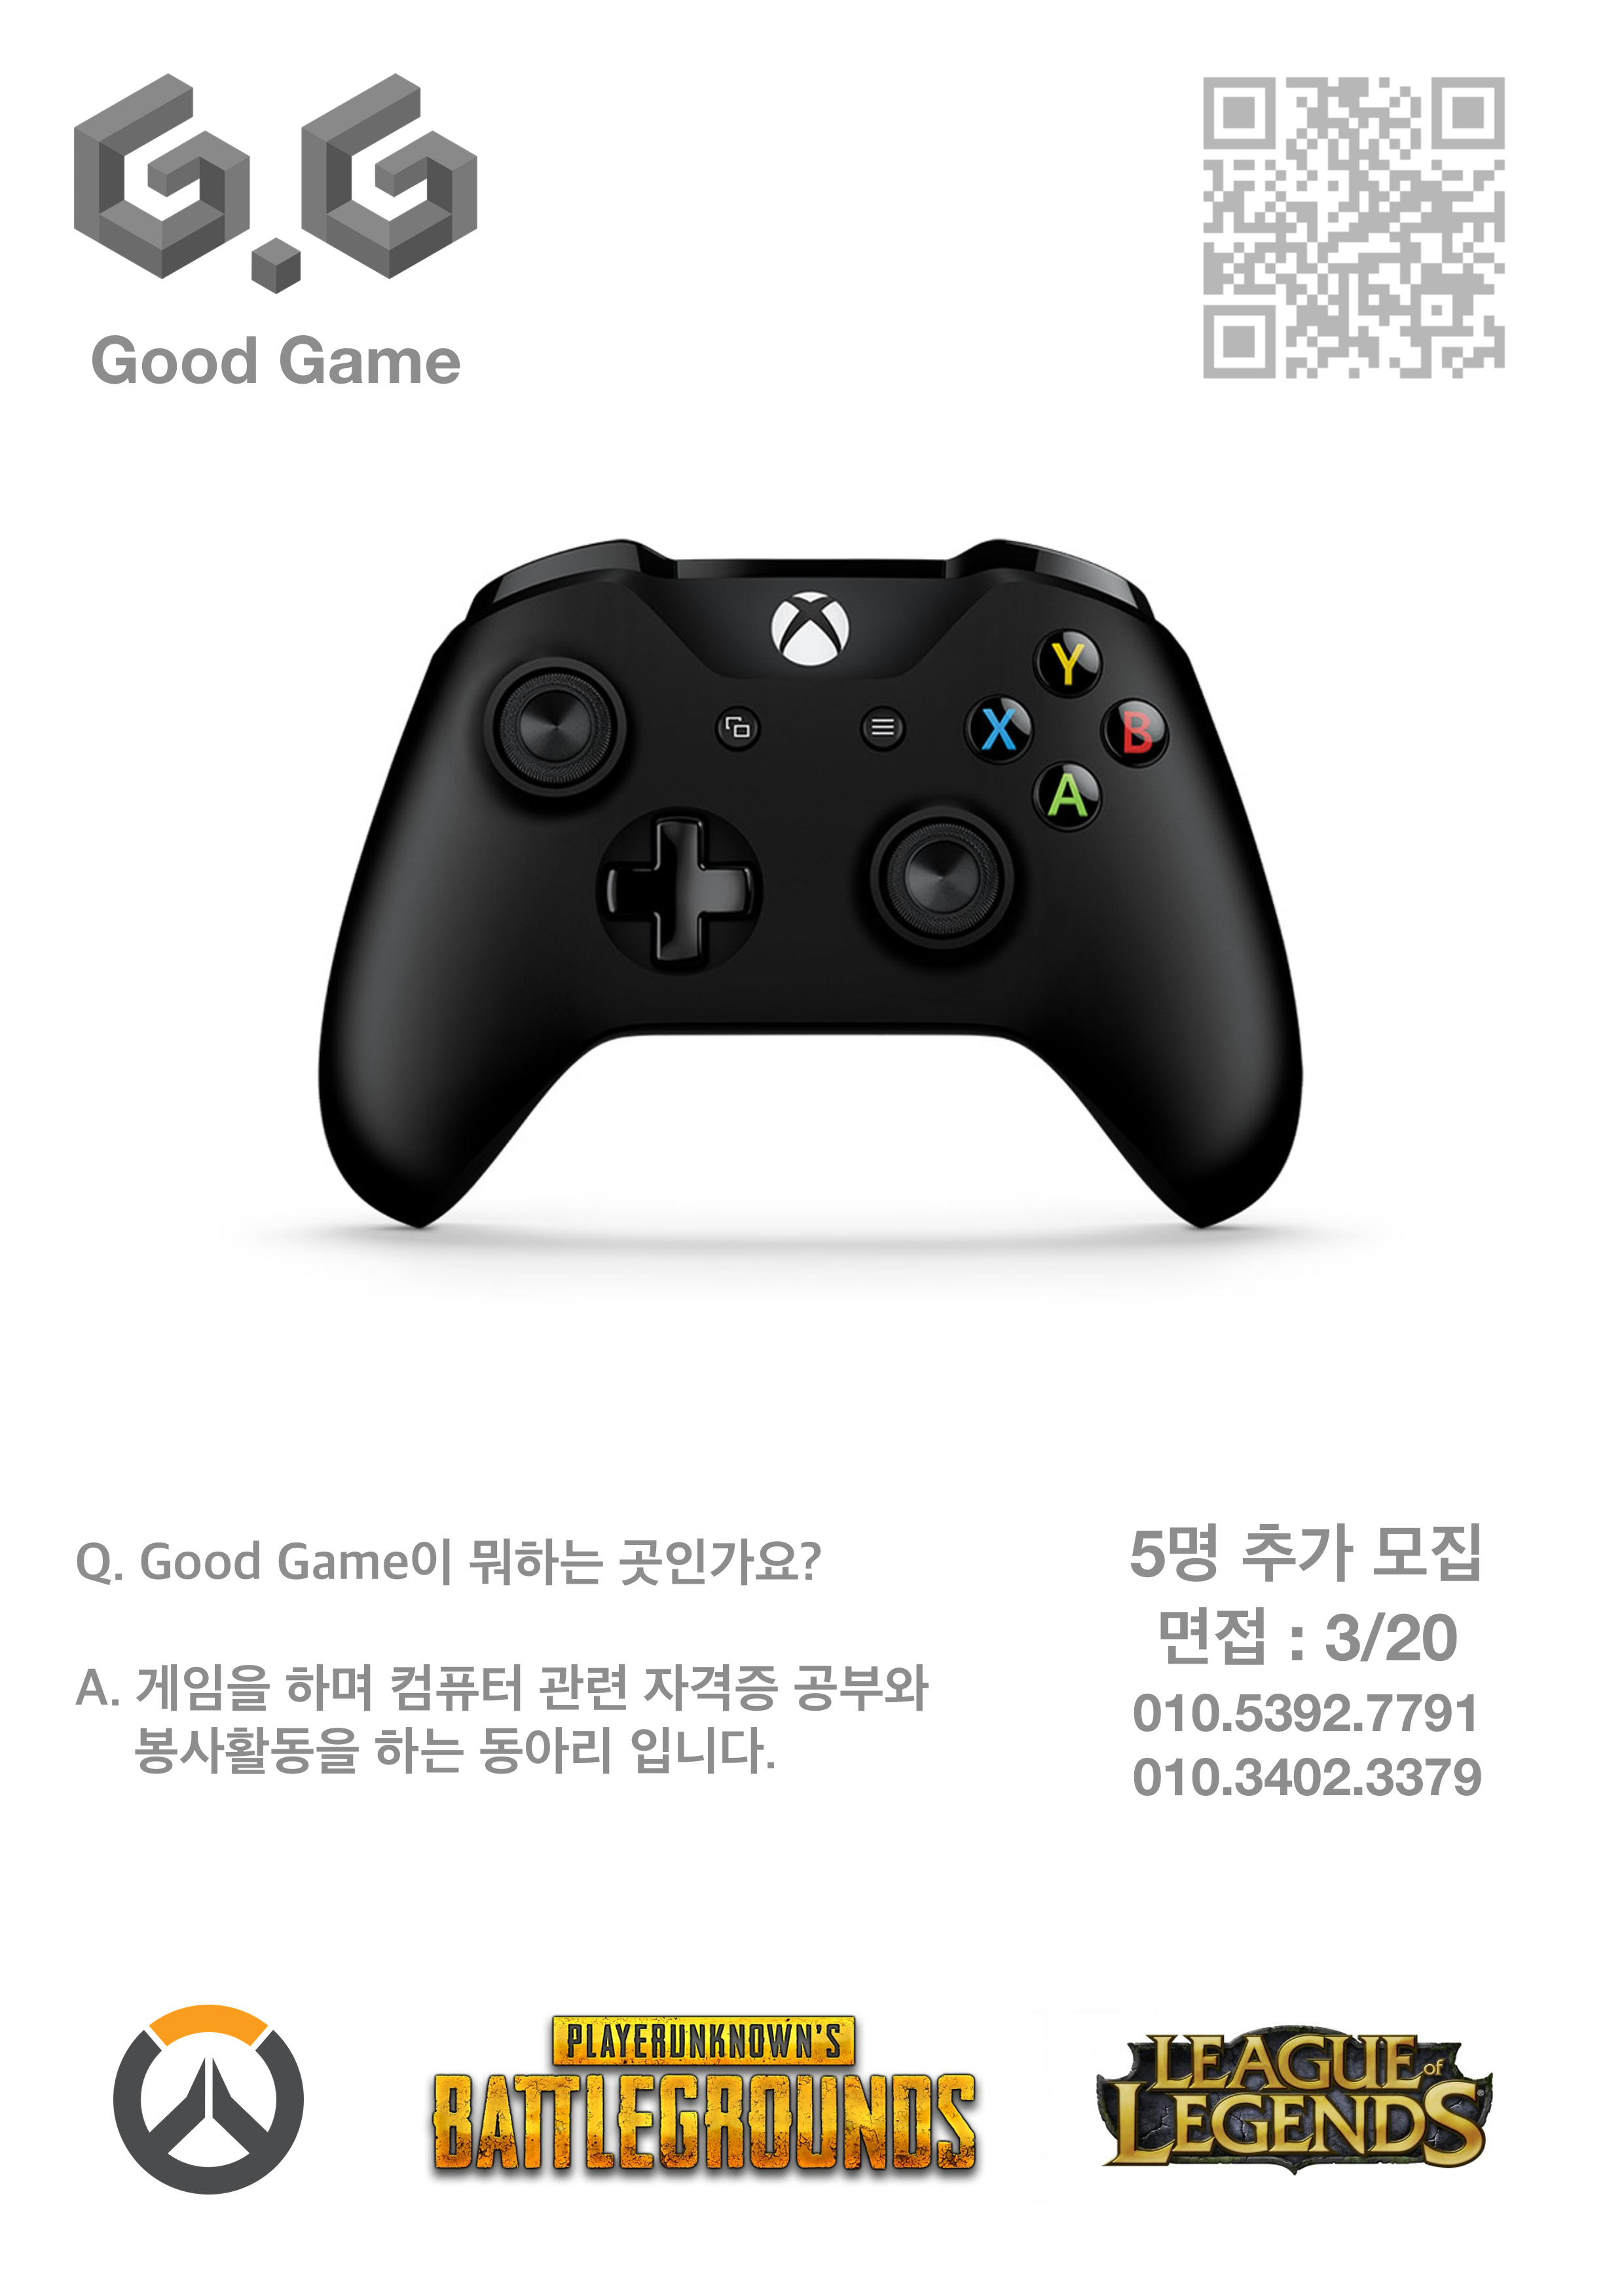 G.G
Good Game
Y
X
B
A
Q. Good Game이 뭐하는 곳인가요?
A. 게임을 하며 컴퓨터 관련 자격증 공부와
봉사활동을 하는 동아리 입니다.
5명 추가 모집
면접 : 3/20
010.5392.7791
010.3402.3379
PLAYERUNKNOWN'S
BATTLEGROUNDS
LEAGUE of
LEGENDS